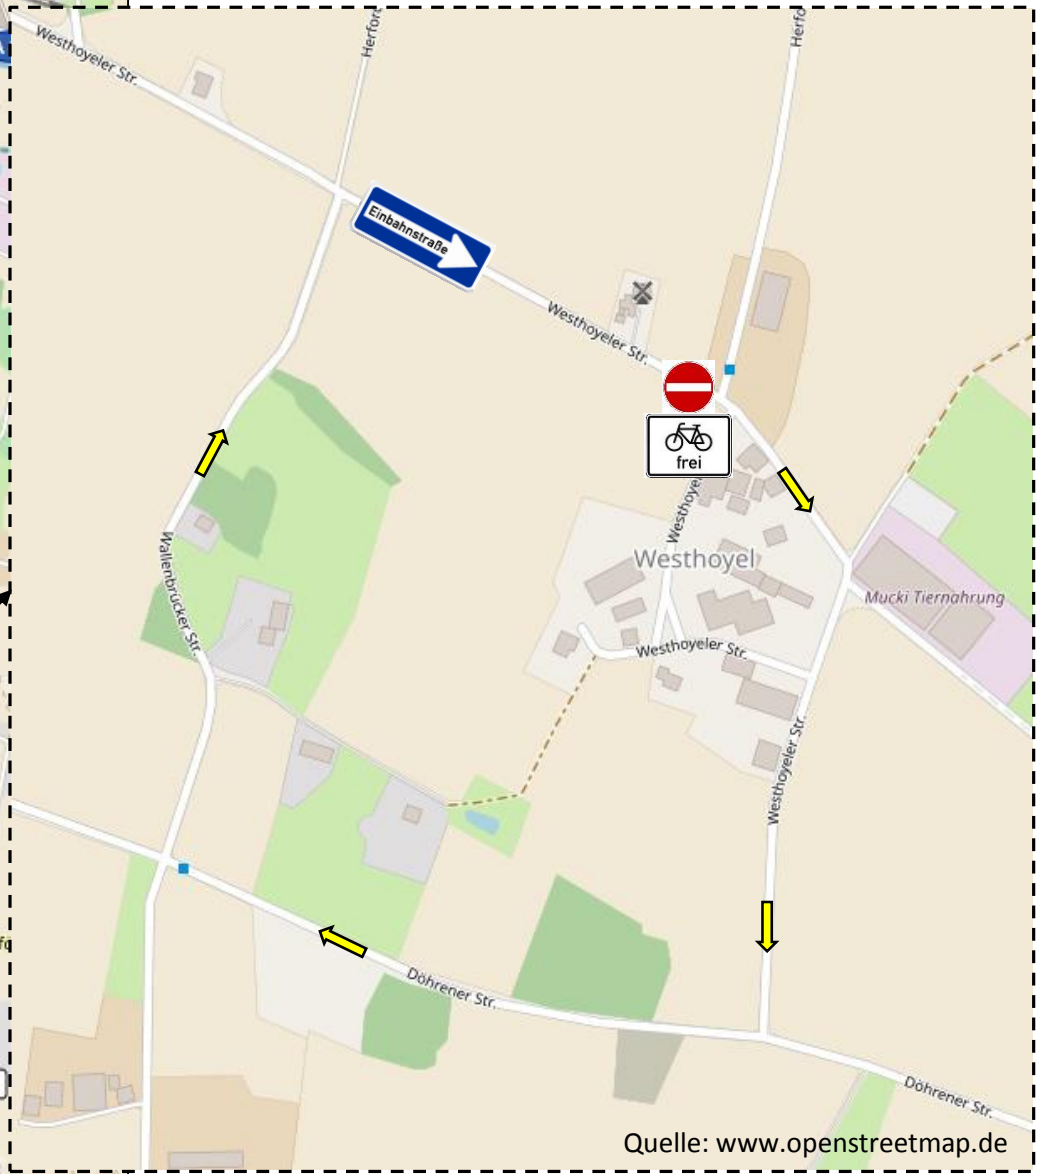 Westhoyeler Str.
Herford
Herfo
Einbahnstraße
Westhoyeler Str.
frei
Westhoyel
Westhoyel
Mucki Tiernahrung
Wallenbrücker Str.
Westhoyeler Str.
Westhoyeler Str.
Döhrener Str.
Döhrener Str.
Quelle: www.openstreetmap.de